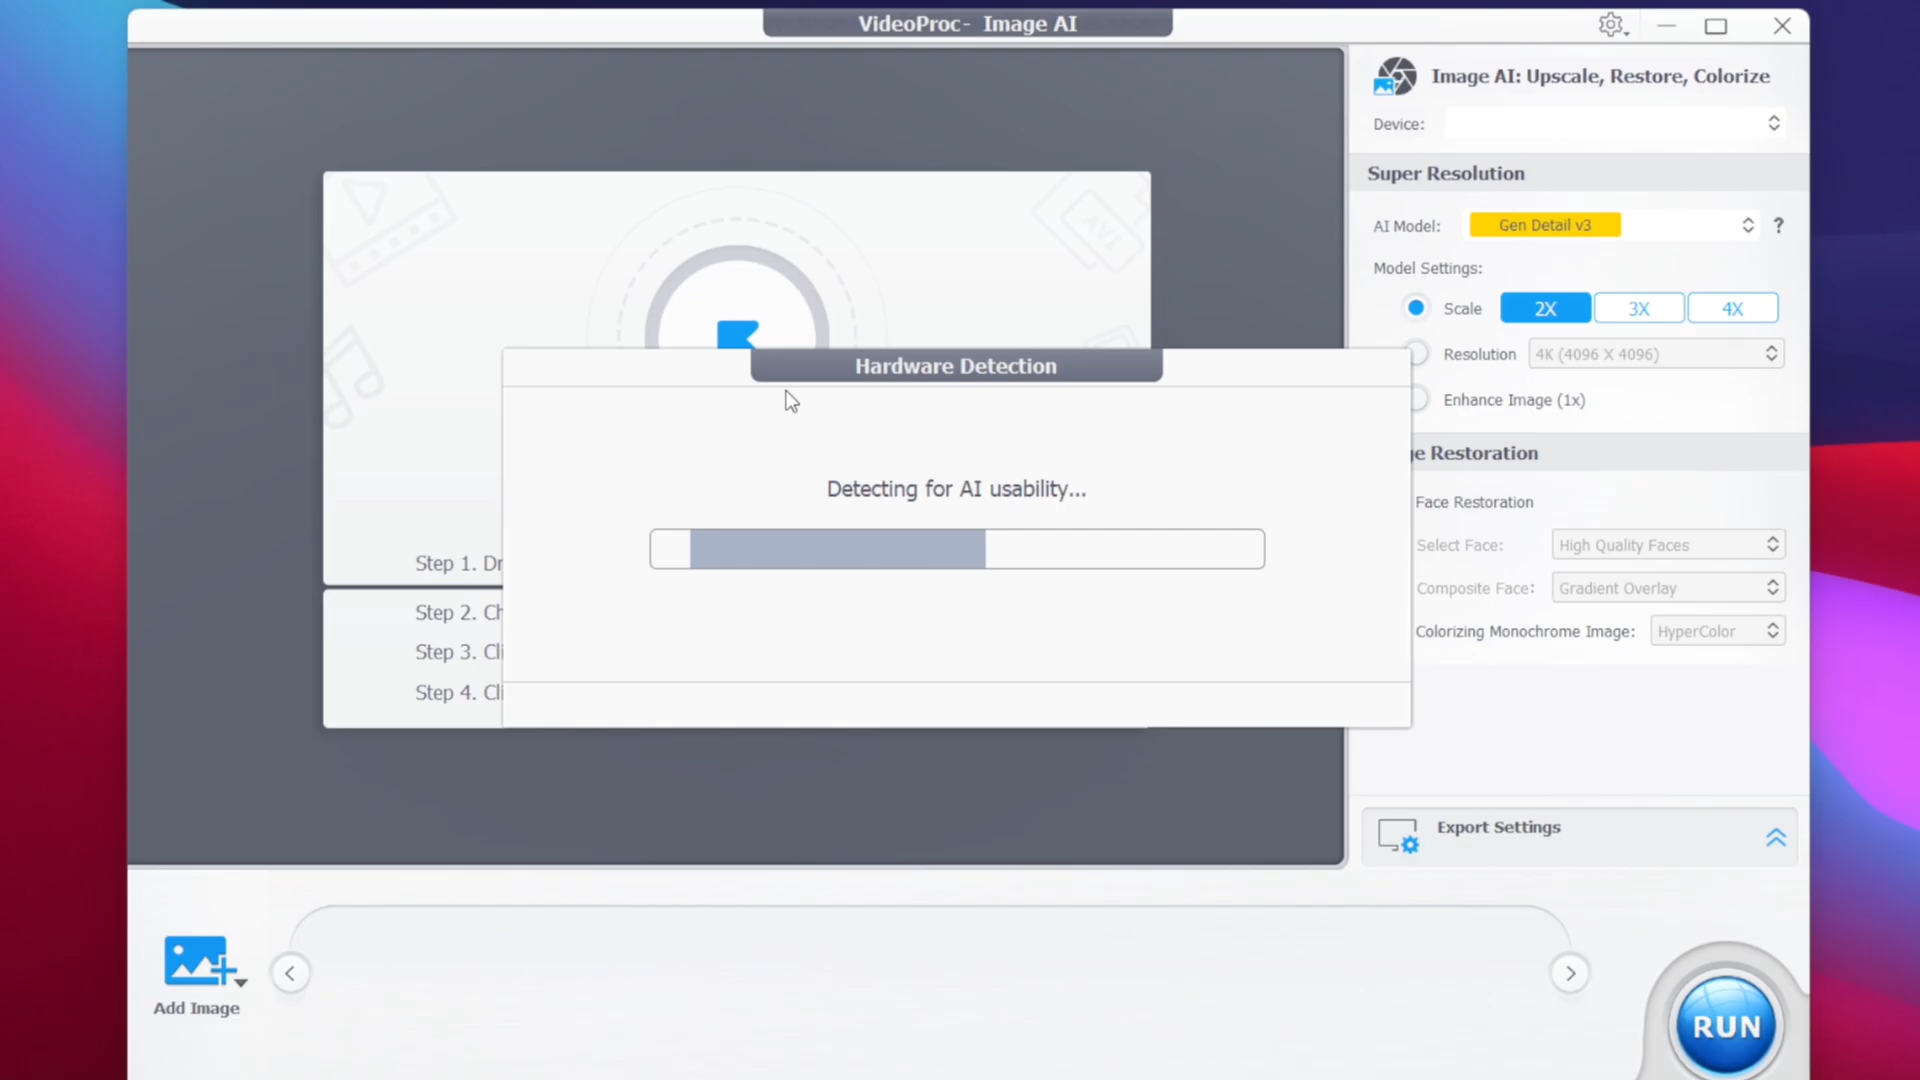 VideoProc- Image AI
Image AI: Upscale, Restore, Colorize
Device:
Super Resolution
AI Model: Gen Detail v3 ?
Model Settings:
Scale 2X 3X 4X
Resolution 4K (4096 X 4096)
Enhance Image (1x)
AVI
Hardware Detection
Detecting for AI usability...
e Restoration
Face Restoration
Select Face: High Quality Faces
Composite Face: Gradient Overlay
Colorizing Monochrome Image: HyperColor
Step 1. Dr
Step 2. Ch
Step 3. Cli
Step 4. Cli
Export Settings
Add Image
RUN